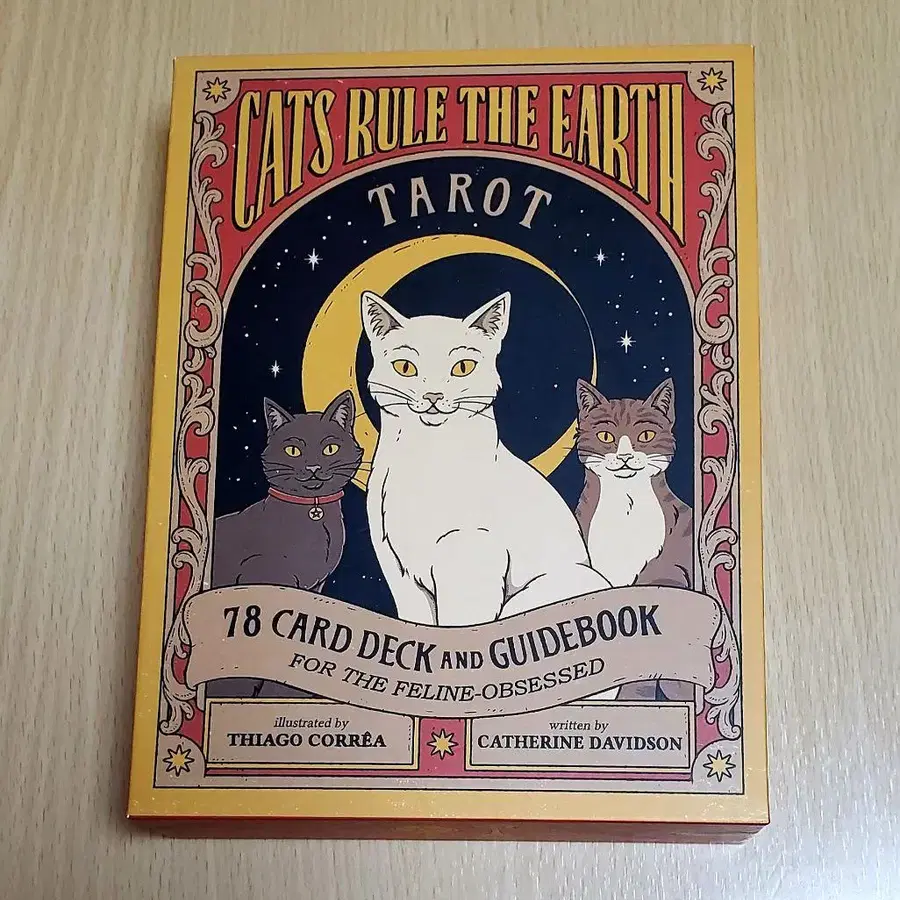 CATS RULE THE EARTH
TAROT
78 CARD DECK AND GUIDEBOOK
FOR THE FELINE-OBSESSED
illustrated by
THIAGO CORRÊA
written by
CATHERINE DAVIDSON